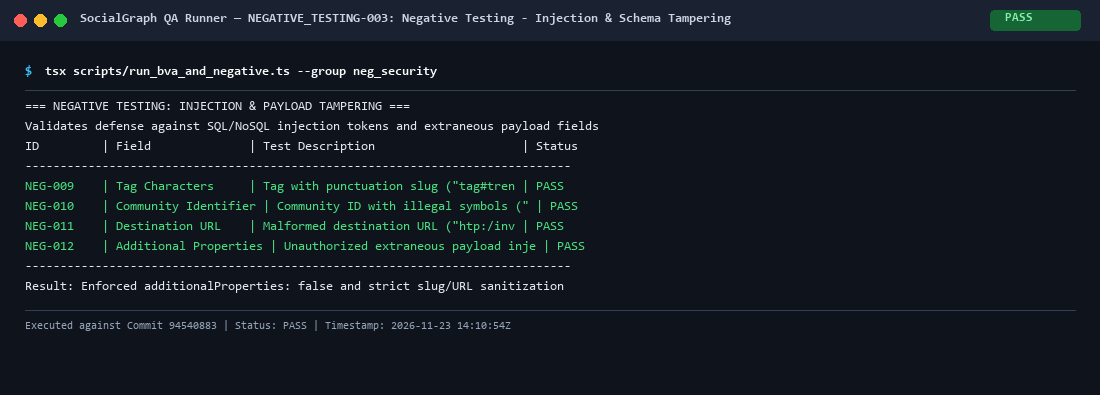 SocialGraph QA Runner — NEGATIVE_TESTING-003: Negative Testing - Injection & Schema Tampering
PASS
$ tsx scripts/run_bva_and_negative.ts --group neg_security
=== NEGATIVE TESTING: INJECTION & PAYLOAD TAMPERING ===
Validates defense against SQL/NoSQL injection tokens and extraneous payload fields
ID | Field | Test Description | Status
---------------------------------------------------------------------------------
NEG-009 | Tag Characters | Tag with punctuation slug ("tag#tren | PASS
NEG-010 | Community Identifier | Community ID with illegal symbols (" | PASS
NEG-011 | Destination URL | Malformed destination URL ("htp:/inv | PASS
NEG-012 | Additional Properties | Unauthorized extraneous payload inje | PASS
---------------------------------------------------------------------------------
Result: Enforced additionalProperties: false and strict slug/URL sanitization
Executed against Commit 94540883 | Status: PASS | Timestamp: 2026-11-23 14:10:54Z